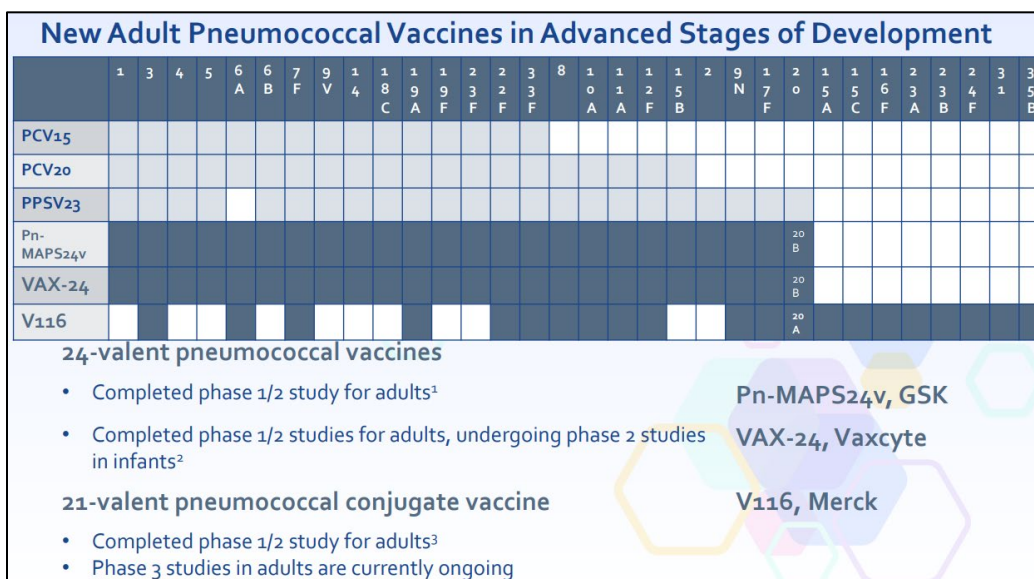 New Adult Pneumococcal Vaccines in Advanced Stages of Development
1 3 4 5 6A 6B 7F 9V 14 18C 19A 19F 23F 22F 33F 8 10A 11A 12F 15B 2 9N 17F 20 15A 15C 16F 23A 23B 24F 31 35B
PCV15
PCV20
PPSV23
Pn-
MAPS24v 20B
VAX-24 20B
V116 20A
24-valent pneumococcal vaccines
• Completed phase 1/2 study for adults¹
Pn-MAPS24v, GSK
• Completed phase 1/2 studies for adults, undergoing phase 2 studies
in infants²
VAX-24, Vaxcyte
21-valent pneumococcal conjugate vaccine
V116, Merck
• Completed phase 1/2 study for adults³
• Phase 3 studies in adults are currently ongoing